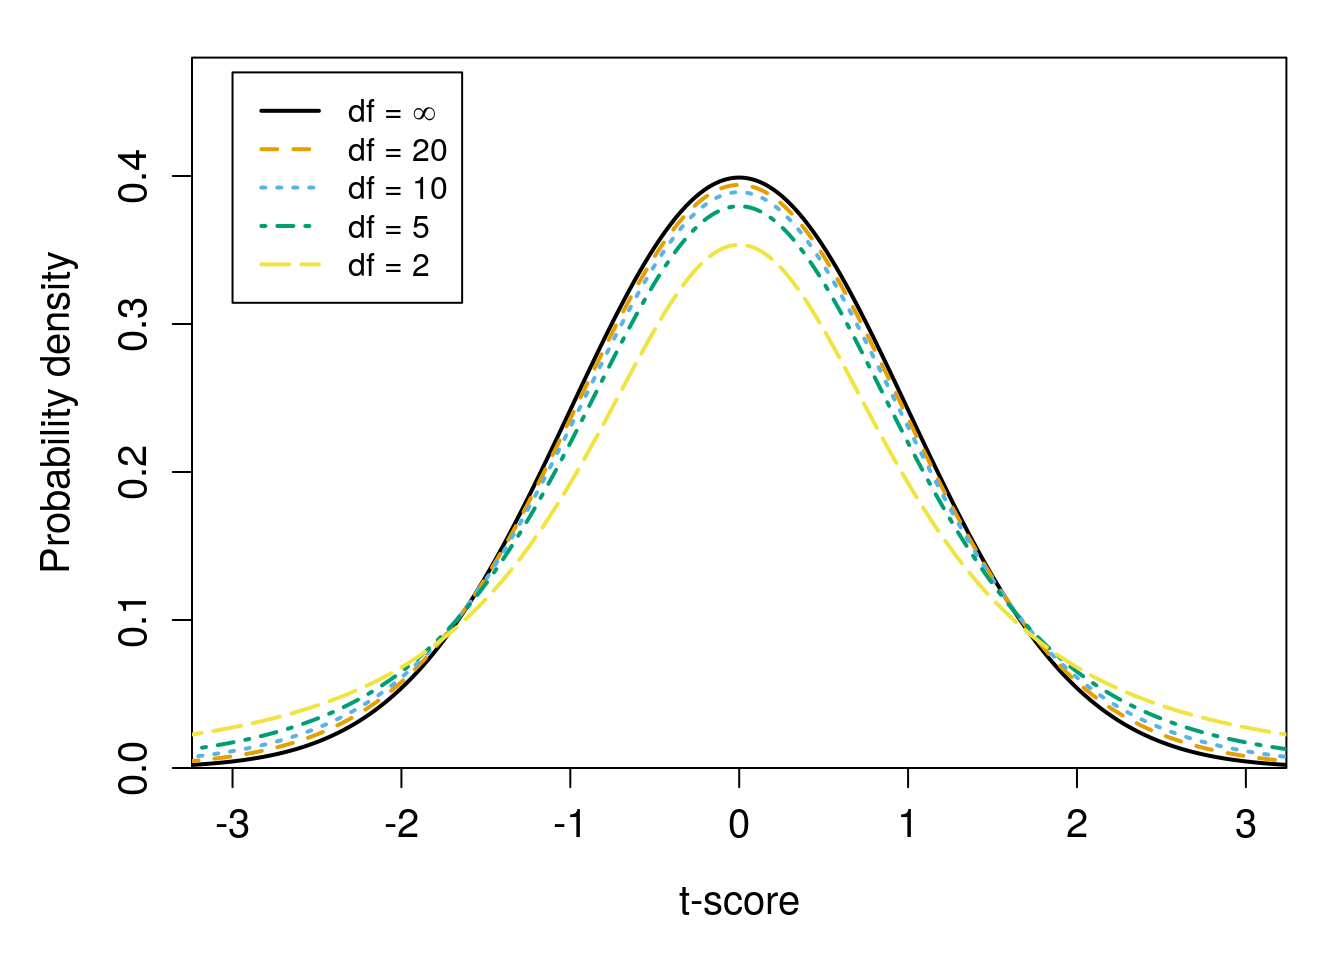 df = ∞
df = 20
df = 10
df = 5
df = 2
Probability density
0.4
0.3
0.2
0.1
0.0
-3 -2 -1 0 1 2 3
t-score